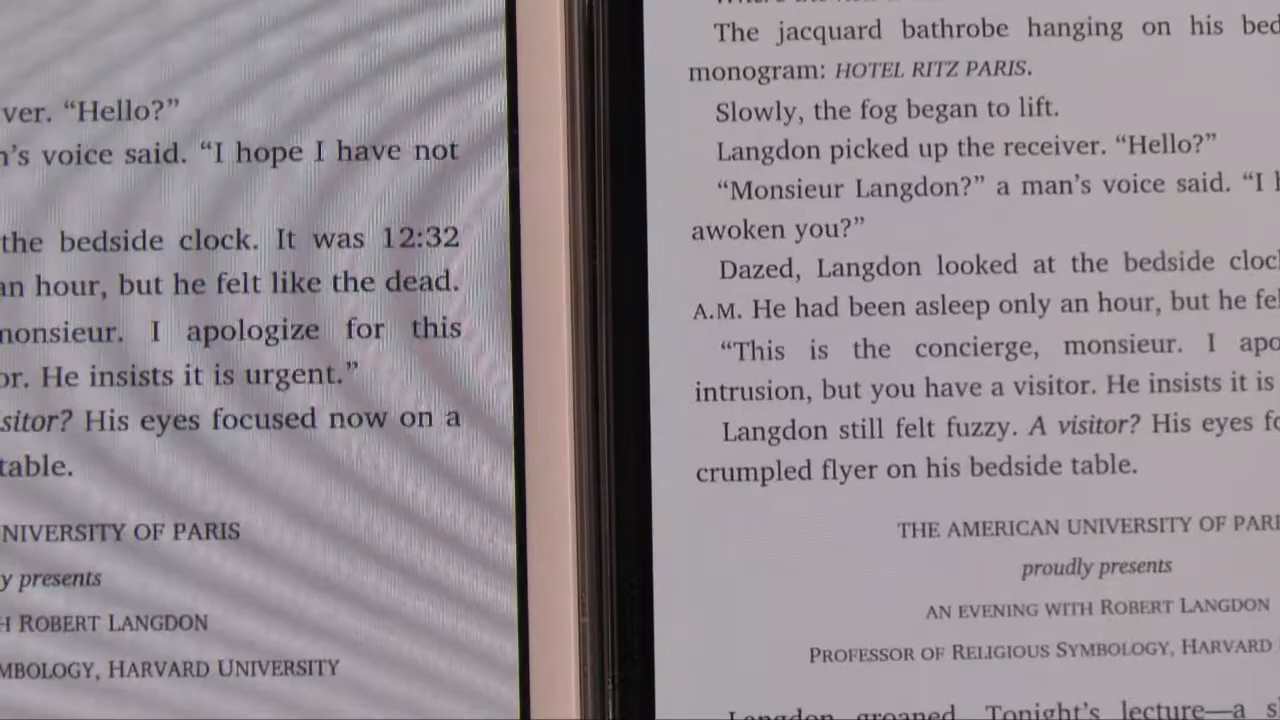 ver. “Hello?”
n’s voice said. “I hope I have not
the bedside clock. It was 12:32
an hour, but he felt like the dead.
monsieur. I apologize for this
or. He insists it is urgent.”
sitor? His eyes focused now on a
table.
NIVERSITY OF PARIS
y presents
H ROBERT LANGDON
MBOLOGY, HARVARD UNIVERSITY
The jacquard bathrobe hanging on his bed
monogram: HOTEL RITZ PARIS.
Slowly, the fog began to lift.
Langdon picked up the receiver. “Hello?”
“Monsieur Langdon?” a man’s voice said. “I h
awoken you?”
Dazed, Langdon looked at the bedside cloc
A.M. He had been asleep only an hour, but he fel
“This is the concierge, monsieur. I apo
intrusion, but you have a visitor. He insists it is
Langdon still felt fuzzy. A visitor? His eyes fo
crumpled flyer on his bedside table.
THE AMERICAN UNIVERSITY OF PARI
proudly presents
AN EVENING WITH ROBERT LANGDON
PROFESSOR OF RELIGIOUS SYMBOLOGY, HARVARD
Langdon groaned. Tonight’s lecture—a s